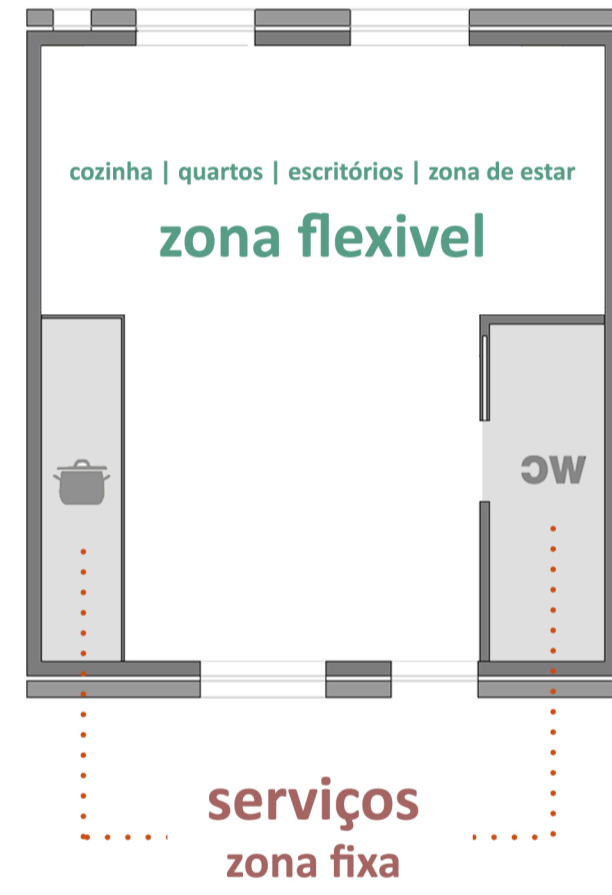 cozinha | quartos | escritórios | zona de estar
zona flexivel
WC
serviços
zona fixa